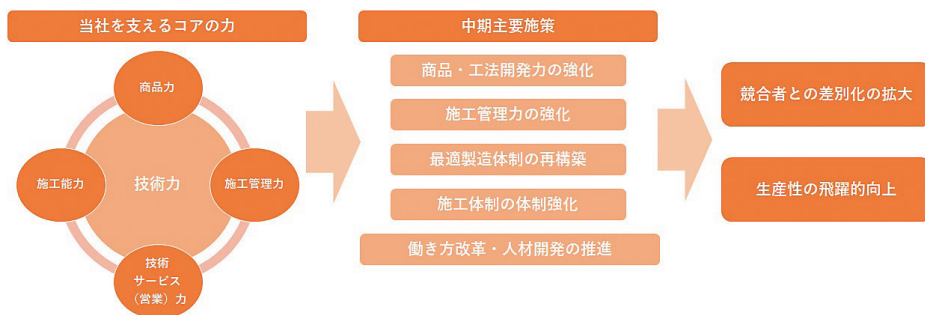 当社を支えるコアの力
商品力
施工能力
技術力
施工管理力
技術
サービス
(営業)力
中期主要施策
商品・工法開発力の強化
施工管理力の強化
最適製造体制の再構築
施工体制の体制強化
働き方改革・人材開発の推進
競合者との差別化の拡大
生産性の飛躍的向上